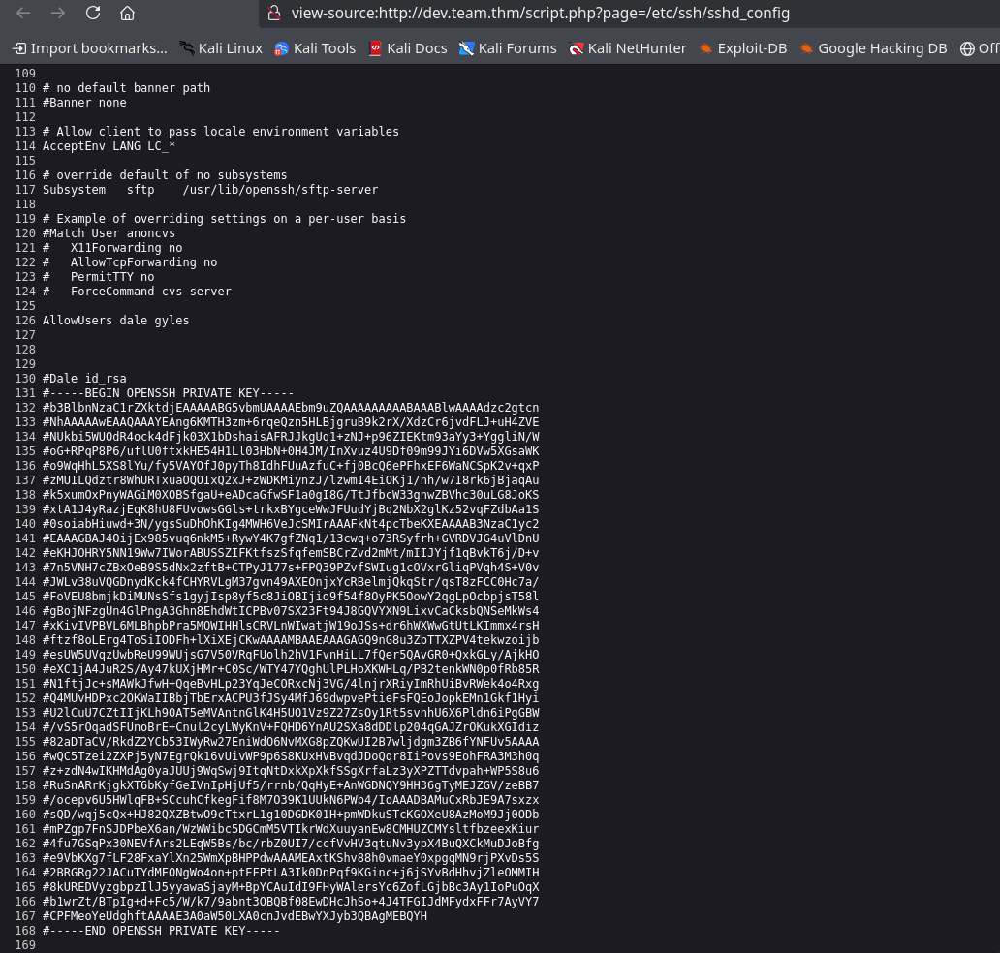 view-source:http://dev.team.thm/script.php?page=/etc/ssh/sshd_config
Import bookmarks... Kali Linux Kali Tools Kali Docs Kali Forums Kali NetHunter Exploit-DB Google Hacking DB Off
109
110 # no default banner path
111 #Banner none
112
113 # Allow client to pass locale environment variables
114 AcceptEnv LANG LC_*
115
116 # override default of no subsystems
117 Subsystem	sftp	/usr/lib/openssh/sftp-server
118
119 # Example of overriding settings on a per-user basis
120 #Match User anoncvs
121 #	X11Forwarding no
122 #	AllowTcpForwarding no
123 #	PermitTTY no
124 #	ForceCommand cvs server
125
126 AllowUsers dale gyles
127
128
129
130 #Dale id_rsa
131 #-----BEGIN OPENSSH PRIVATE KEY-----
132 #b3BlbnNzaC1rZXktdjEAAAAABG5vbmUAAAAEbm9uZQAAAAAAAAABAAABlwAAAAdzc2gtcn
133 #NhAAAAAwEAAQAAAYEAng6KMTH3zm+6rqeQzn5HLBjgruB9k2rX/XdzCr6jvdFLJ+uH4ZVE
134 #NUkbi5WUOdR4ock4dFjk03X1bDshaisAFRJJkgUq1+zNJ+p96ZIEKtm93aYy3+YggliN/W
135 #oG+RPqP8P6/uflU0ftxkHE54H1Ll03HbN+0H4JM/InXvuz4U9Df09m99JYi6DVw5XGsaWK
136 #o9WqHhL5XS8lYu/fy5VAYOfJ0pyTh8IdhFUuAzfuC+fj0BcQ6ePFhxEF6WaNCSpK2v+qxP
137 #zMUILQdztr8WhURTxuaOQOIxQ2xJ+zWDKMiynzJ/lzwmI4EiOKj1/nh/w7I8rk6jBjaqAu
138 #k5xumOxPnyWAGiM0XOBSfgaU+eADcaGfwSF1a0gI8G/TtJfbcW33gnwZBVhc30uLG8JoKS
139 #xtA1J4yRazjEqK8hU8FUvowsGGls+trkxBYgceWwJFUudYjBq2NbX2glKz52vqFZdbAa1S
140 #0soiabHiuwd+3N/ygsSuDhOhKIg4MWH6VeJcSMIrAAAFkNt4pcTbeKXEAAAAB3NzaC1yc2
141 #EAAAGBAJ4OijEx985vuq6nkM5+RywY4K7gfZNq1/13cwq+o73RSyfrh+GVRDVJG4uVlDnU
142 #eKHJOHRY5NN19Ww7IWorABUSSZIFKtfszSfqfemSBCrZvd2mMt/mIIJYjf1qBvkT6j/D+v
143 #7n5VNH7cZBxOeB9S5dNx2zftB+CTPyJ177s+FPQ39PZvfSWIug1cOVxrGliqPVqh4S+V0v
144 #JWLv38uVQGDnydKck4fCHYRVLgM37gvn49AXEOnjxYcRBelmjQkqStr/qsT8zFCC0Hc7a/
145 #FoVEU8bmjkDiMUNsSfs1gyjIsp8yf5c8JiOBIjio9f54f8OyPK5OowY2qgLpOcbpjsT58l
146 #gBojNFzgUn4GlPngA3Ghn8EhdWtICPBv07SX23Ft94J8GQVYXN9LixvCaCksbQNSeMkWs4
147 #xKivIVPBVL6MLBhpbPra5MQWIHHlsCRVLnWIwatjW19oJSs+dr6hWXWwGtUtLKImmx4rsH
148 #ftzf8oLErg4ToSiIODFh+lXiXEjCKwAAAAMBAAEAAAGAGQ9nG8u3ZbTTXZPV4tekwzoijb
149 #esUW5UVqzUwbReU99WUjsG7V50VRqFUolh2hV1FvnHiLL7fQer5QAvGR0+QxkGLy/AjkHO
150 #eXC1jA4JuR2S/Ay47kUXjHMr+C0Sc/WTY47YQghUlPLHoXKWHLq/PB2tenkWN0p0fRb85R
151 #N1ftjJc+sMAWkJfwH+QqeBvHLp23YqJeCORxcNj3VG/4lnjrXRiyImRhUiBvRWek4o4Rxg
152 #Q4MUvHDPxc2OKWaIIBbjTbErxACPU3fJSy4MfJ69dwpvePtieFsFQEoJopkEMn1Gkf1Hyi
153 #U2lCuU7CZtIIjKLh90AT5eMVAntnGlK4H5UO1Vz9Z27ZsOy1Rt5svnhU6X6Pldn6iPgGBW
154 #/vS5rOqadSFUnoBrE+Cnul2cyLWyKnV+FQHD6YnAU2SXa8dDDlp204qGAJZrOKukXGIdiz
155 #82aDTaCV/RkdZ2YCb53IWyRw27EniWdO6NvMXG8pZQKwUI2B7wljdgm3ZB6fYNFUv5AAAA
156 #wQC5Tzei2ZXPj5yN7EgrQk16vUivWP9p6S8KUxHVBvqdJDoQqr8IiPovs9EohFRA3M3h0q
157 #z+zdN4wIKHMdAg0yaJUUj9WqSwj9ItqNtDxkXpXkfSSgXrfaLz3yXPZTTdvpah+WP5S8u6
158 #RuSnARrKjgkXT6bKyfGeIVnIpHjUf5/rrnb/QqHyE+AnWGDNQY9HH36gTyMEJZGV/zeBB7
159 #/ocepv6U5HWlqFB+SCcuhCfkegFif8M7O39K1UUkN6PWb4/IoAAADBAMuCxRbJE9A7sxzx
160 #sQD/wqj5cQx+HJ82QXZBtwO9cTtxrL1g10DGDK01H+pmWDkuSTcKGOXeU8AzMoM9Jj0ODb
161 #mPZgp7FnSJDPbeX6an/WzWWibc5DGCmM5VTIkrWdXuuyanEw8CMHUZCMYsltfbzeexKiur
162 #4fu7GSqPx30NEVfArs2LEqW5Bs/bc/rbZ0UI7/ccfVvHV3qtuNv3ypX4BuQXCkMuDJoBfg
163 #e9VbKXg7fLF28FxaYlXn25WmXpBHPPdwAAAMEAxtKShv88h0vmaeY0xpgqMN9rjPXvDs5S
164 #2BRGRg22JACuTYdMFONgWo4on+ptEFPtLA3Ik0DnPqf9KGinc+j6jSYvBdHhvjZleOMMIH
165 #8kUREDVyzgbpzIlJ5yyawaSjayM+BpYCAuIdI9FHyWAlersYc6ZofLGjbBc3Ay1IoPuOqX
166 #b1wrZt/BTpIg+d+Fc5/W/k7/9abnt3OBQBf08EwDHcJhSo+4J4TFGIJdMFydxFFr7AyVY7
167 #CPFMeoYeUdghftAAAAE3A0aW50LXA0cnJvdEBwYXJyb3QBAgMEBQYH
168 #-----END OPENSSH PRIVATE KEY-----
169